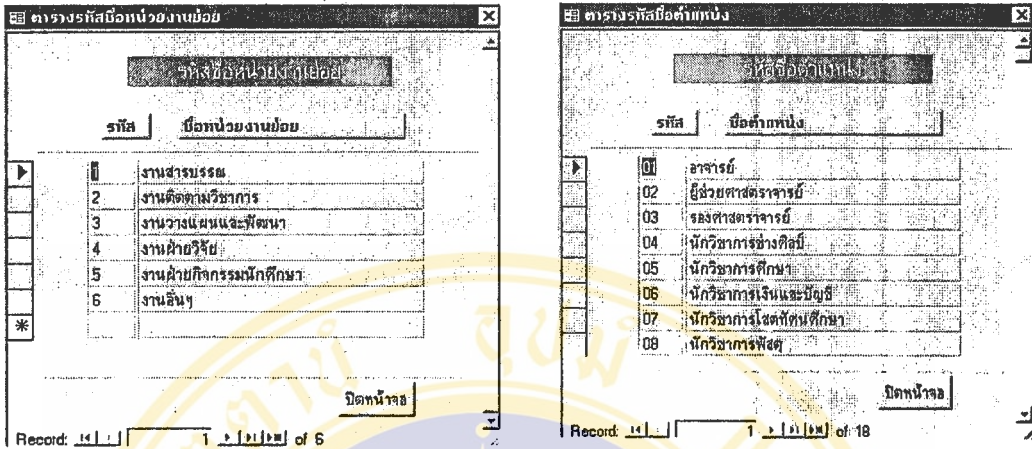 ตารางรหัสชื่อหน่วยงานย่อย
รหัสชื่อหน่วยงานย่อย
รหัส ชื่อหน่วยงานย่อย
1 งานสารบรรณ
2 งานติดตามวิชาการ
3 งานวางแผนและพัฒนา
4 งานฝ่ายวิจัย
5 งานฝ่ายกิจกรรมนักศึกษา
6 งานอื่นๆ
ปิดหน้าจอ
Record: 1 of 6
ตารางรหัสชื่อตำแหน่ง
รหัสชื่อตำแหน่ง
รหัส ชื่อตำแหน่ง
01 อาจารย์
02 ผู้ช่วยศาสตราจารย์
03 รองศาสตราจารย์
04 นักวิชาการช่างศิลป์
05 นักวิชาการศึกษา
06 นักวิชาการเงินและบัญชี
07 นักวิชาการโสตทัศนศึกษา
08 นักวิชาการพัสดุ
ปิดหน้าจอ
Record: 1 of 18